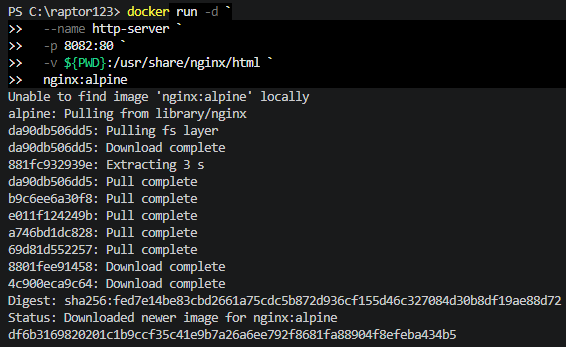 PS C:\raptor123> docker run -d `
>>   --name http-server `
>>   -p 8082:80 `
>>   -v ${PWD}:/usr/share/nginx/html `
>>   nginx:alpine
Unable to find image 'nginx:alpine' locally
alpine: Pulling from library/nginx
da90db506dd5: Pulling fs layer
da90db506dd5: Download complete
881fc932939e: Extracting 3 s
da90db506dd5: Pull complete
b9c6ee6a30f8: Pull complete
e011f124249b: Pull complete
a746bd1dc828: Pull complete
69d81d552257: Pull complete
8801fee91458: Download complete
4c900eca9c64: Download complete
Digest: sha256:fed7e14be83cbd2661a75cdc5b872d936cf155d46c327084d30b8df19ae88d72
Status: Downloaded newer image for nginx:alpine
df6b3169820201c1b9ccf35c41e9b7a26a6ee792f8681fa88904f8efeba434b5